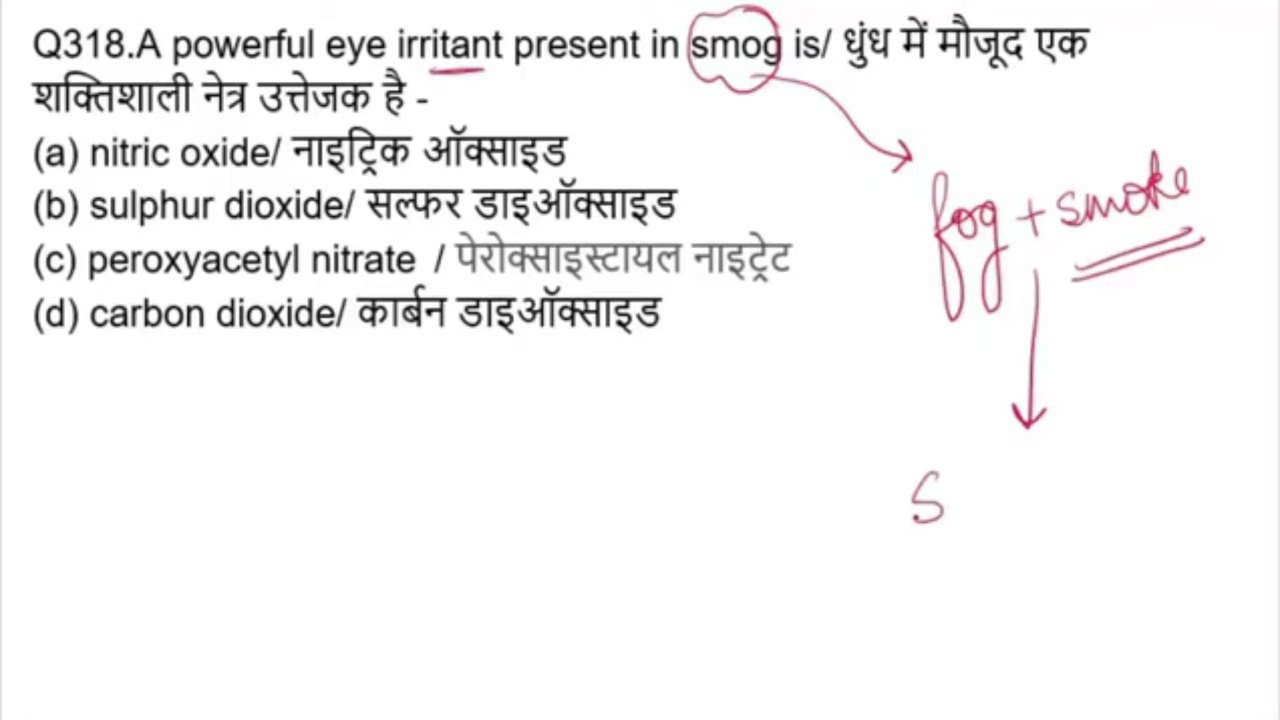 Q318.A powerful eye irritant present in smog is/ धुंध में मौजूद एक
शक्तिशाली नेत्र उत्तेजक है -
(a) nitric oxide/ नाइट्रिक ऑक्साइड
(b) sulphur dioxide/ सल्फर डाइऑक्साइड
(c) peroxyacetyl nitrate / पेरोक्साइस्टायल नाइट्रेट
(d) carbon dioxide/ कार्बन डाइऑक्साइड
fog + smoke
S